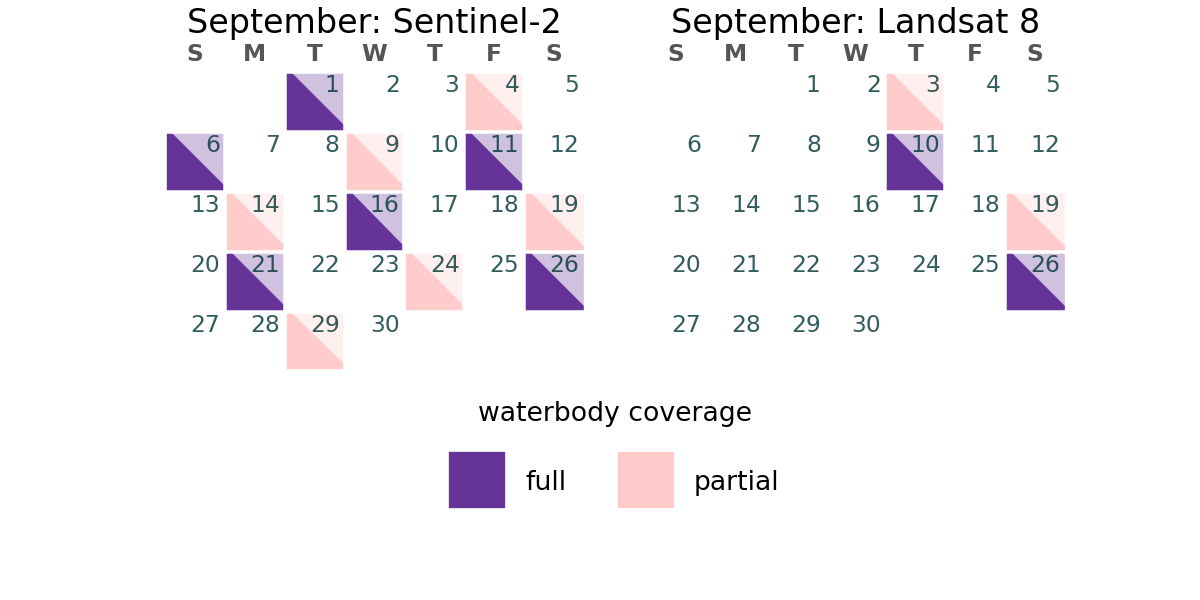 September: Sentinel-2
S M T W T F S
1 2 3 4 5
6 7 8 9 10 11 12
13 14 15 16 17 18 19
20 21 22 23 24 25 26
27 28 29 30
September: Landsat 8
S M T W T F S
1 2 3 4 5
6 7 8 9 10 11 12
13 14 15 16 17 18 19
20 21 22 23 24 25 26
27 28 29 30
waterbody coverage
full
partial